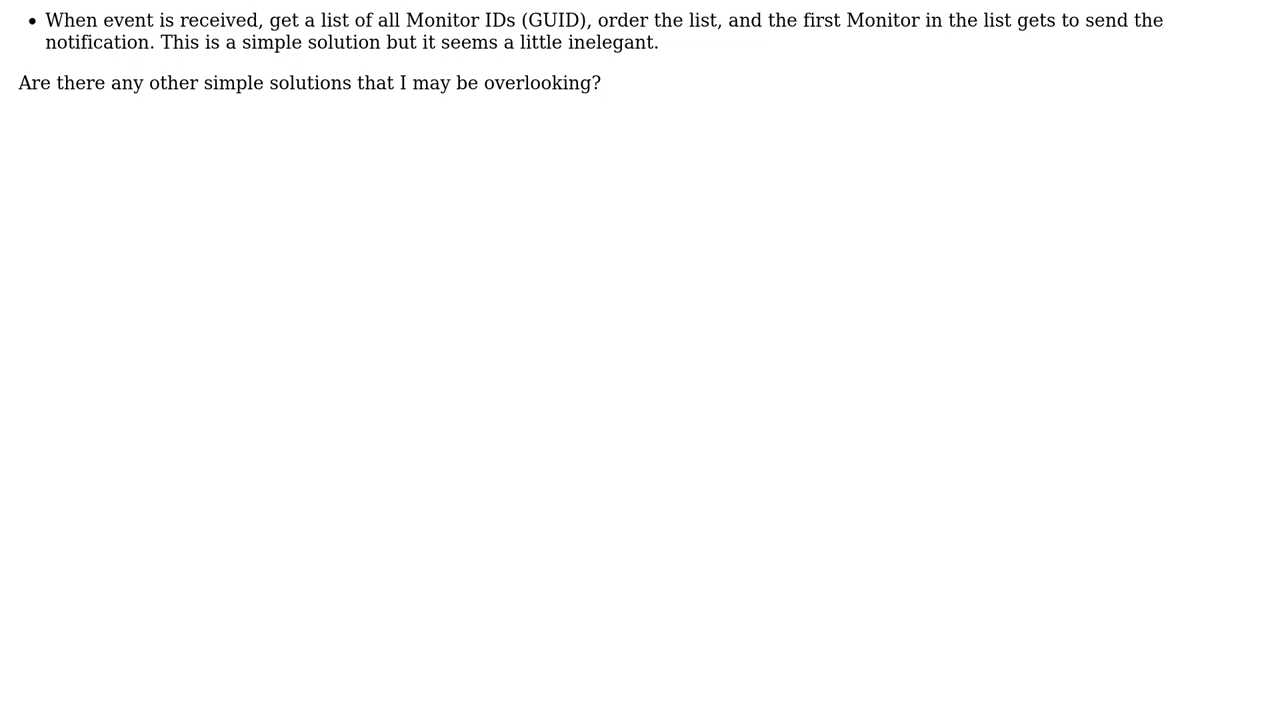 • When event is received, get a list of all Monitor IDs (GUID), order the list, and the first Monitor in the list gets to send the
notification. This is a simple solution but it seems a little inelegant.
Are there any other simple solutions that I may be overlooking?